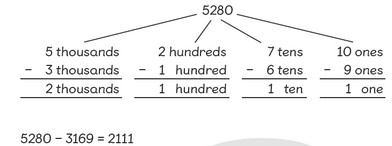 5280
5 thousands 2 hundreds 7 tens 10 ones
− 3 thousands − 1 hundred − 6 tens − 9 ones
2 thousands 1 hundred 1 ten 1 one
5280 − 3169 = 2111